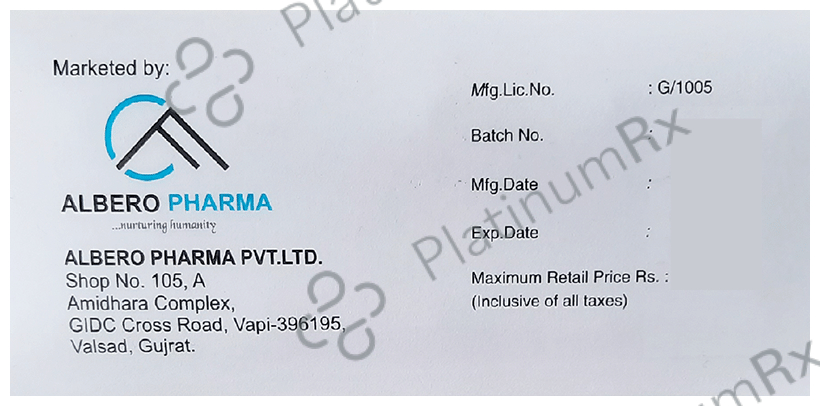 Marketed by:
ALBERO PHARMA
...nurturing humanity
ALBERO PHARMA PVT.LTD.
Shop No. 105, A
Amidhara Complex,
GIDC Cross Road, Vapi-396195,
Valsad, Gujrat.
Mfg.Lic.No. : G/1005
Batch No. :
Mfg.Date :
Exp.Date :
Maximum Retail Price Rs. :
(Inclusive of all taxes)
PlatinumRx
PlatinumRx
PlatinumRx